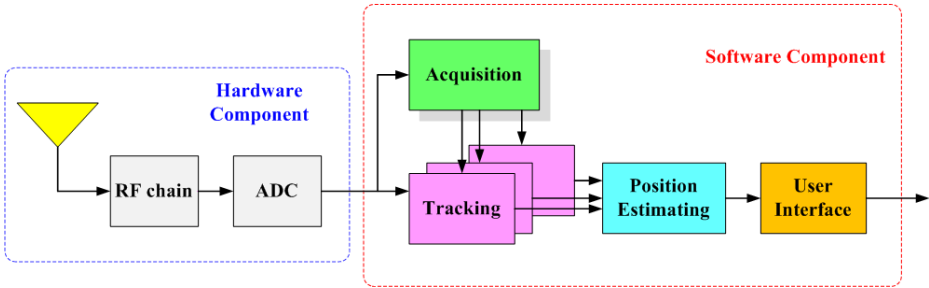 Hardware
Component
RF chain
ADC
Software Component
Acquisition
Tracking
Position
Estimating
User
Interface